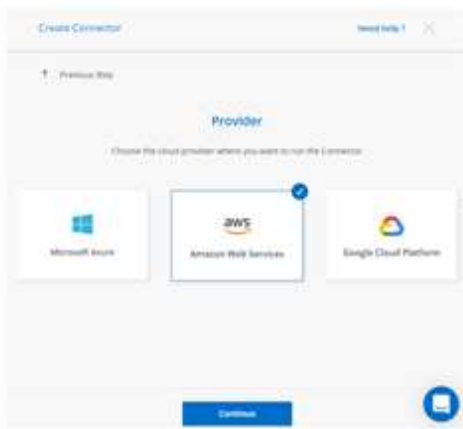 Create Connector
Need help ?
Previous Step
Provider
Choose the cloud provider where you want to run the Connector
aws
Microsoft Azure
Amazon Web Services
Google Cloud Platform
Continue